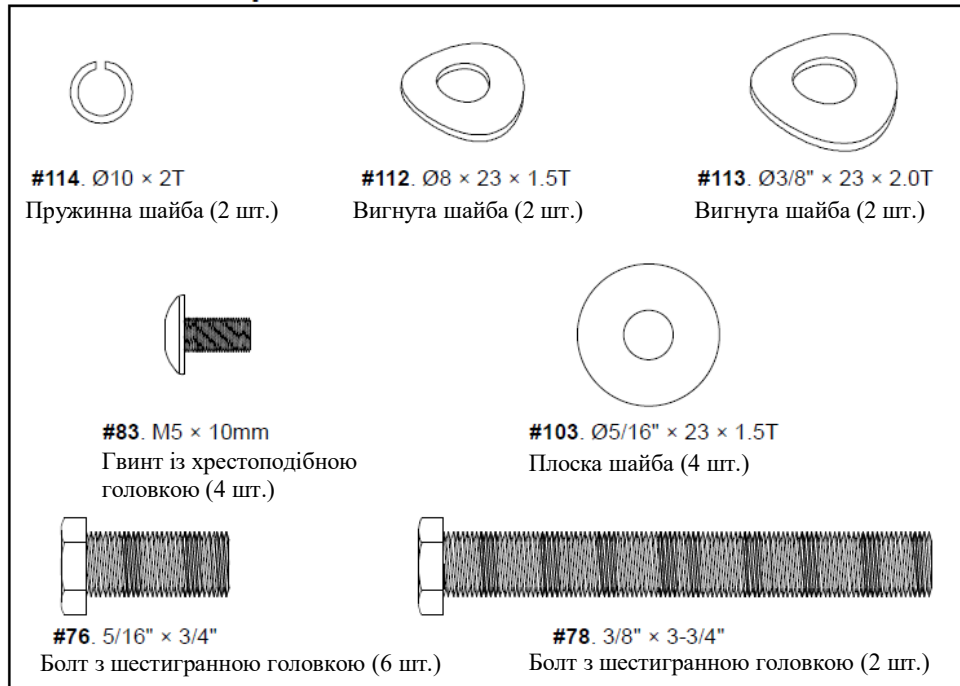 #114. Ø10 × 2T
Пружинна шайба (2 шт.)
#112. Ø8 × 23 × 1.5T
Вигнута шайба (2 шт.)
#113. Ø3/8" × 23 × 2.0T
Вигнута шайба (2 шт.)
#83. M5 × 10mm
Гвинт із хрестоподібною
головкою (4 шт.)
#103. Ø5/16" × 23 × 1.5T
Плоска шайба (4 шт.)
#76. 5/16" × 3/4"
Болт з шестигранною головкою (6 шт.)
#78. 3/8" × 3-3/4"
Болт з шестигранною головкою (2 шт.)